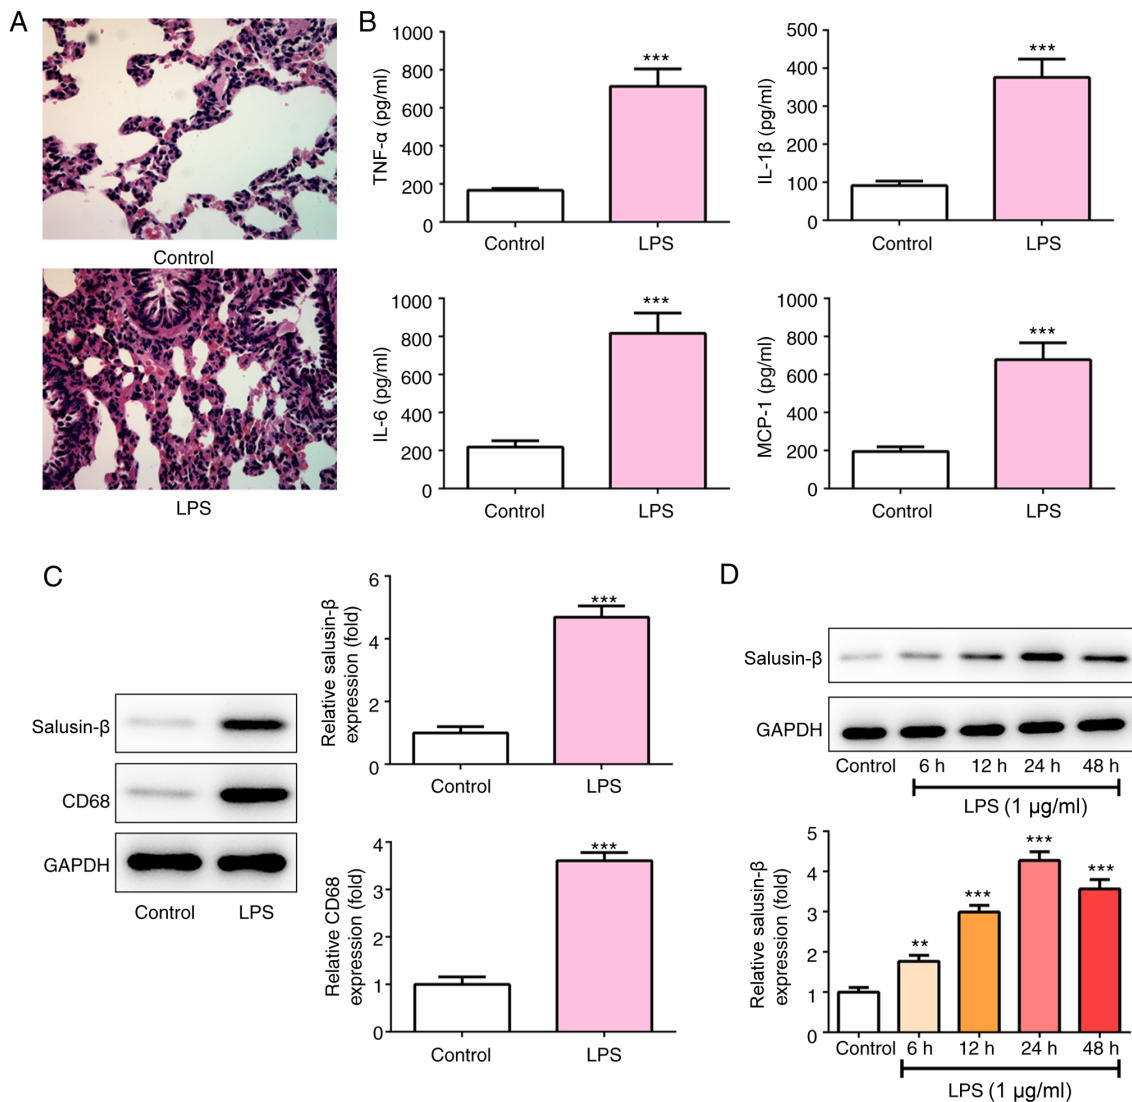 A
Control
LPS
B
1000
800
600
400
200
0
TNF-α (pg/ml)
***
Control
LPS
500
400
300
200
100
0
IL-1β (pg/ml)
***
Control
LPS
1000
800
600
400
200
0
IL-6 (pg/ml)
***
Control
LPS
1000
800
600
400
200
0
MCP-1 (pg/ml)
***
Control
LPS
C
Salusin-β
CD68
GAPDH
Control LPS
6
4
2
0
Relative salusin-β
expression (fold)
***
Control
LPS
4
3
2
1
0
Relative CD68
expression (fold)
***
Control
LPS
D
Salusin-β
GAPDH
Control 6 h 12 h 24 h 48 h
LPS (1 µg/ml)
5
4
3
2
1
0
Relative salusin-β
expression (fold)
**
***
***
***
Control 6 h 12 h 24 h 48 h
LPS (1 µg/ml)